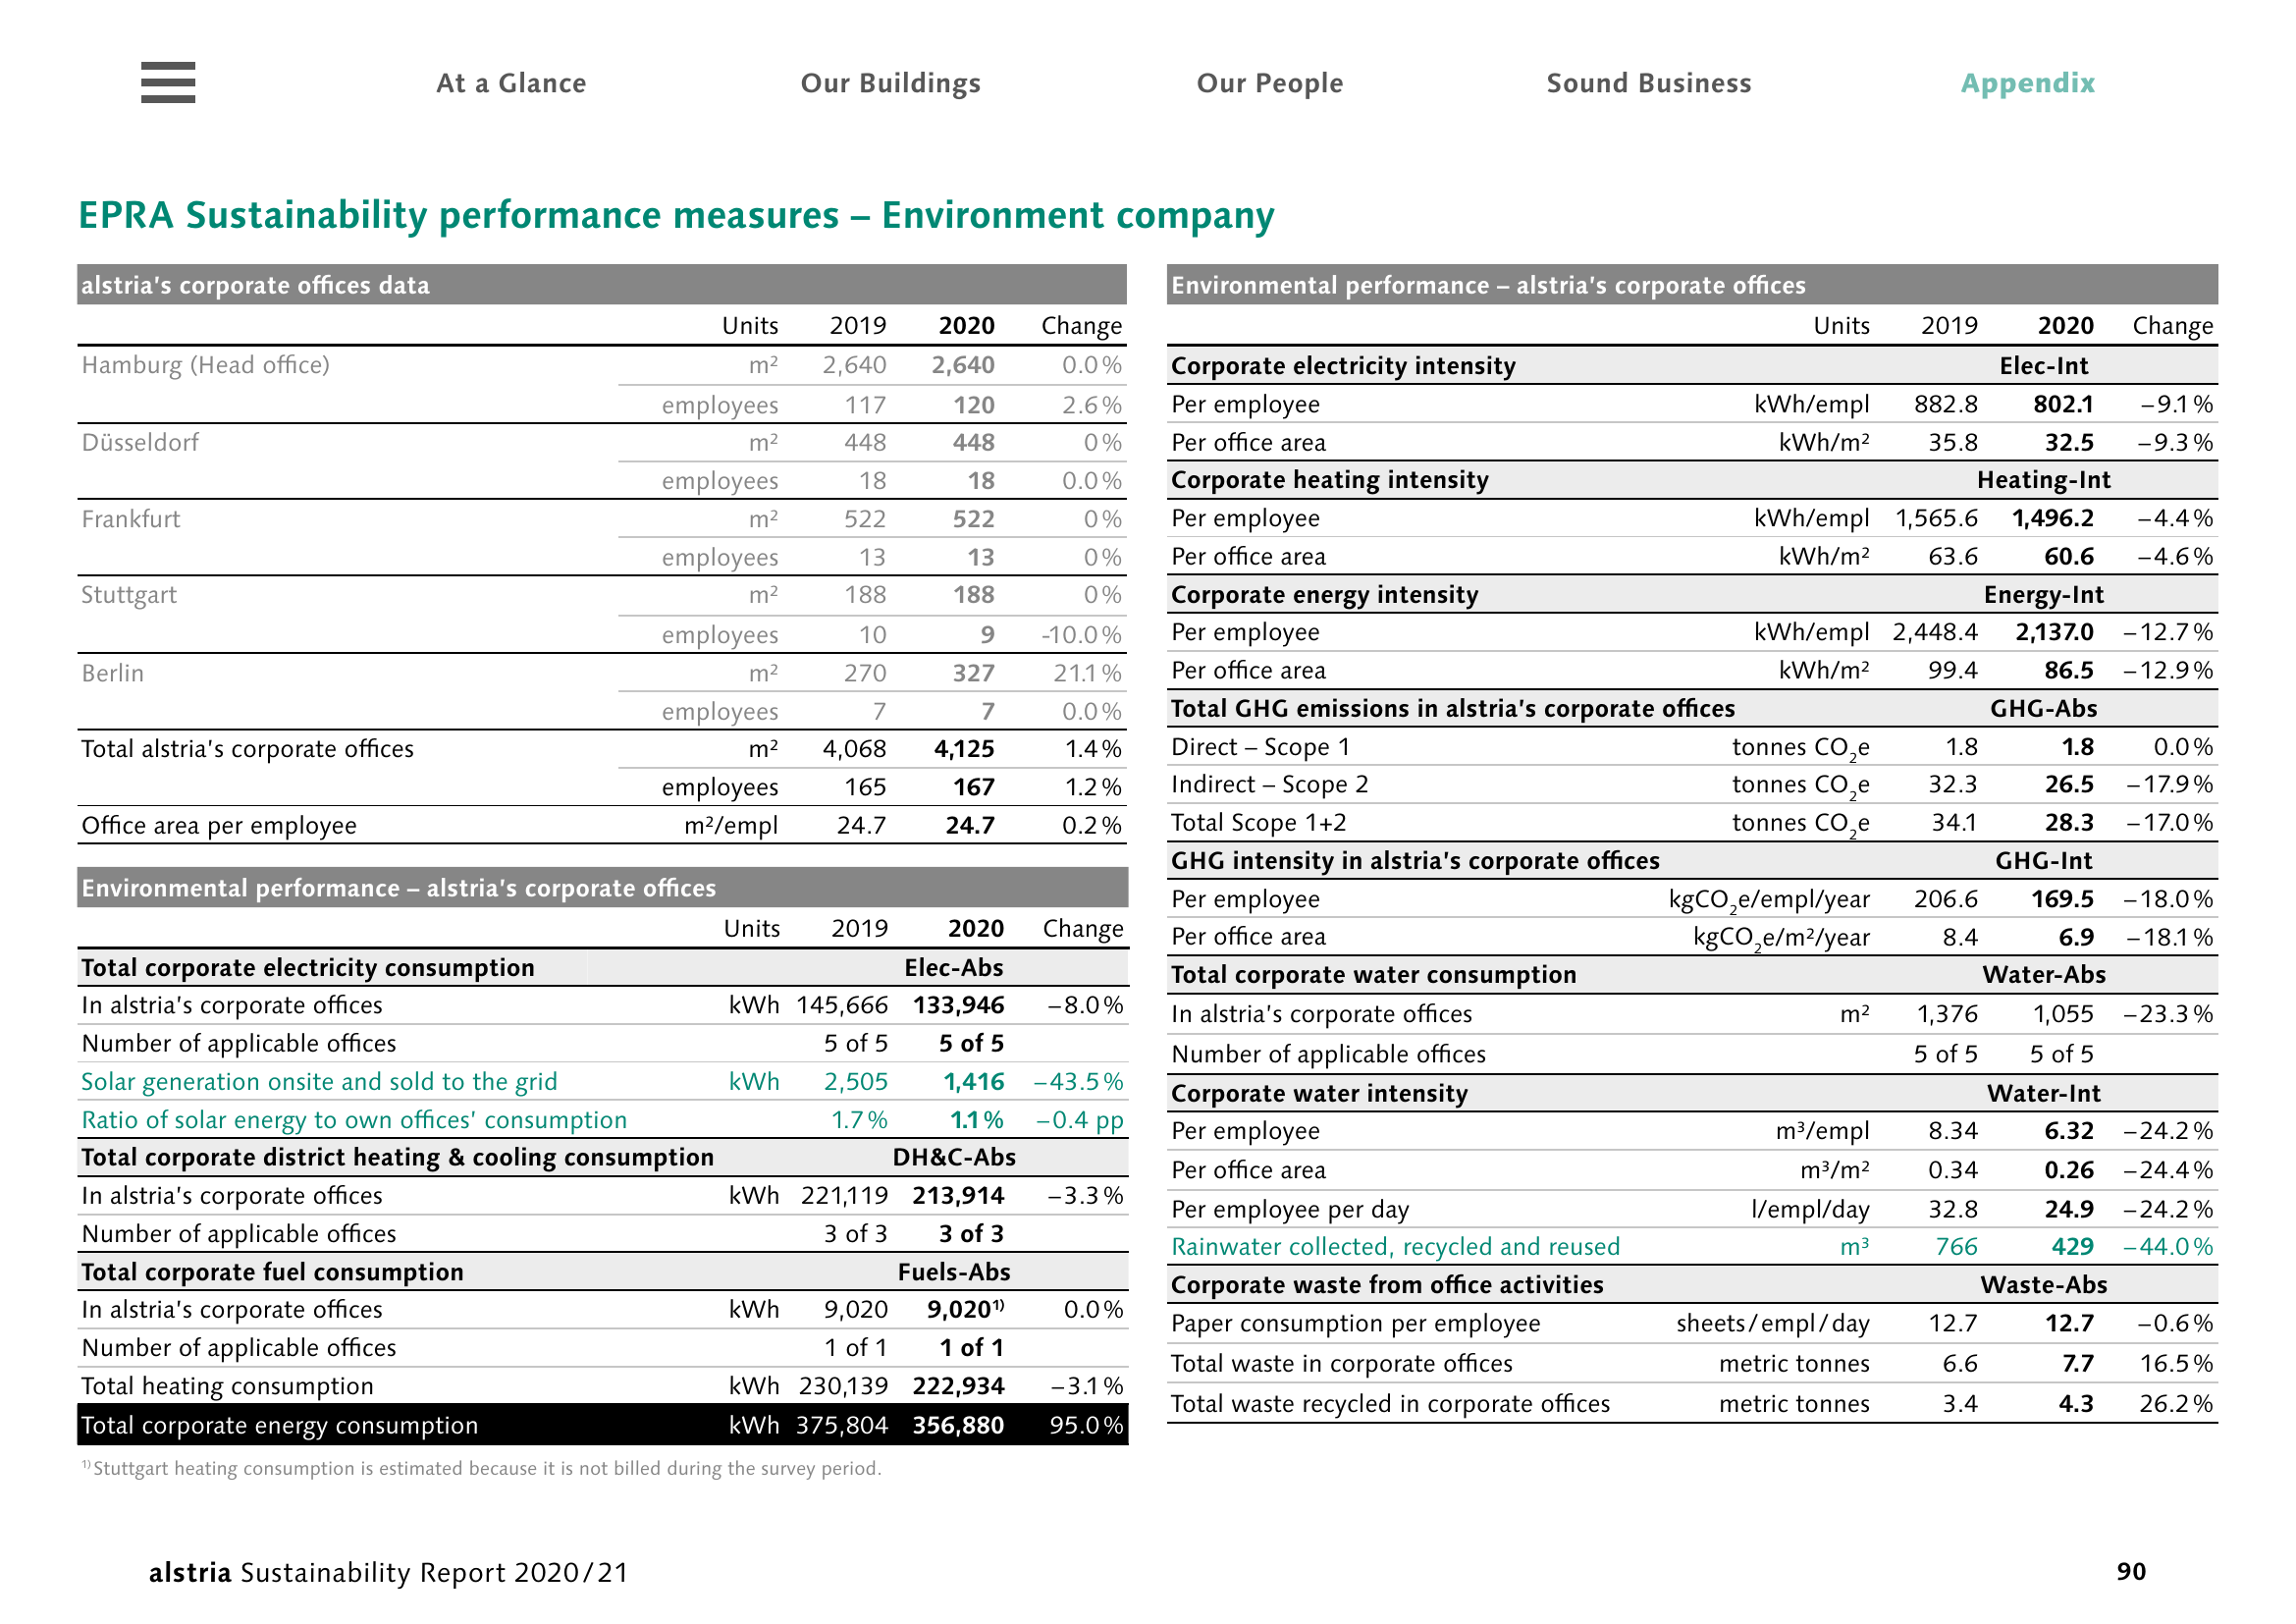 At a Glance Our Buildings Our People Sound Business Appendix
EPRA Sustainability performance measures – Environment company
alstria's corporate offices data
Units 2019 2020 Change
Hamburg (Head office) m² 2,640 2,640 0.0 %
employees 117 120 2.6 %
Düsseldorf m² 448 448 0 %
employees 18 18 0.0 %
Frankfurt m² 522 522 0 %
employees 13 13 0 %
Stuttgart m² 188 188 0 %
employees 10 9 -10.0 %
Berlin m² 270 327 21.1 %
employees 7 7 0.0 %
Total alstria's corporate offices m² 4,068 4,125 1.4 %
employees 165 167 1.2 %
Office area per employee m²/empl 24.7 24.7 0.2 %
Environmental performance – alstria's corporate offices
Units 2019 2020 Change
Total corporate electricity consumption Elec-Abs
In alstria's corporate offices kWh 145,666 133,946 –8.0 %
Number of applicable offices 5 of 5 5 of 5
Solar generation onsite and sold to the grid kWh 2,505 1,416 –43.5 %
Ratio of solar energy to own offices' consumption 1.7 % 1.1 % –0.4 pp
Total corporate district heating & cooling consumption DH&C-Abs
In alstria's corporate offices kWh 221,119 213,914 –3.3 %
Number of applicable offices 3 of 3 3 of 3
Total corporate fuel consumption Fuels-Abs
In alstria's corporate offices kWh 9,020 9,020¹⁾ 0.0 %
Number of applicable offices 1 of 1 1 of 1
Total heating consumption kWh 230,139 222,934 –3.1 %
Total corporate energy consumption kWh 375,804 356,880 95.0 %
¹⁾ Stuttgart heating consumption is estimated because it is not billed during the survey period.
Environmental performance – alstria's corporate offices
Units 2019 2020 Change
Corporate electricity intensity Elec-Int
Per employee kWh/empl 882.8 802.1 –9.1 %
Per office area kWh/m² 35.8 32.5 –9.3 %
Corporate heating intensity Heating-Int
Per employee kWh/empl 1,565.6 1,496.2 –4.4 %
Per office area kWh/m² 63.6 60.6 –4.6 %
Corporate energy intensity Energy-Int
Per employee kWh/empl 2,448.4 2,137.0 –12.7 %
Per office area kWh/m² 99.4 86.5 –12.9 %
Total GHG emissions in alstria's corporate offices GHG-Abs
Direct – Scope 1 tonnes CO₂e 1.8 1.8 0.0 %
Indirect – Scope 2 tonnes CO₂e 32.3 26.5 –17.9 %
Total Scope 1+2 tonnes CO₂e 34.1 28.3 –17.0 %
GHG intensity in alstria's corporate offices GHG-Int
Per employee kgCO₂e/empl/year 206.6 169.5 –18.0 %
Per office area kgCO₂e/m²/year 8.4 6.9 –18.1 %
Total corporate water consumption Water-Abs
In alstria's corporate offices m² 1,376 1,055 –23.3 %
Number of applicable offices 5 of 5 5 of 5
Corporate water intensity Water-Int
Per employee m³/empl 8.34 6.32 –24.2 %
Per office area m³/m² 0.34 0.26 –24.4 %
Per employee per day l/empl/day 32.8 24.9 –24.2 %
Rainwater collected, recycled and reused m³ 766 429 –44.0 %
Corporate waste from office activities Waste-Abs
Paper consumption per employee sheets / empl / day 12.7 12.7 –0.6 %
Total waste in corporate offices metric tonnes 6.6 7.7 16.5 %
Total waste recycled in corporate offices metric tonnes 3.4 4.3 26.2 %
alstria Sustainability Report 2020 / 21 90